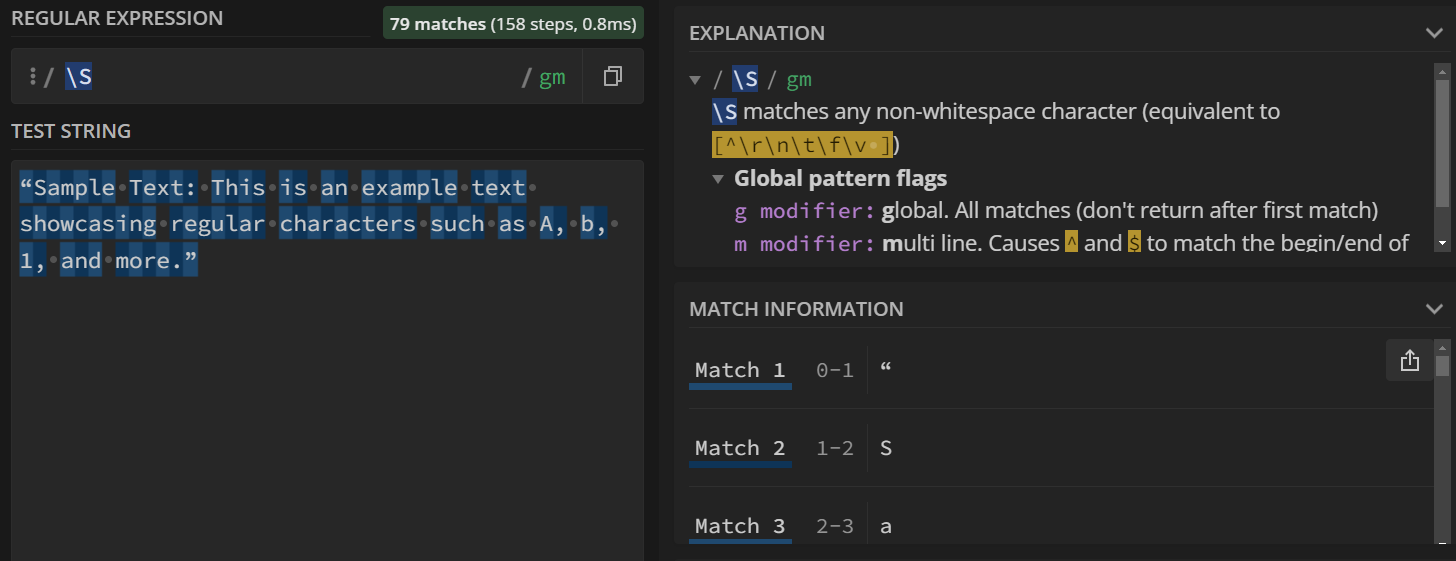 REGULAR EXPRESSION
79 matches (158 steps, 0.8ms)
/ \S / gm
TEST STRING
“Sample·Text:·This·is·an·example·text·
showcasing·regular·characters·such·as·A,·b,·
1,·and·more.”
EXPLANATION
/ \S / gm
\S matches any non-whitespace character (equivalent to
[^\r\n\t\f\v ])
Global pattern flags
g modifier: global. All matches (don't return after first match)
m modifier: multi line. Causes ^ and $ to match the begin/end of
MATCH INFORMATION
Match 1 0-1 “
Match 2 1-2 S
Match 3 2-3 a